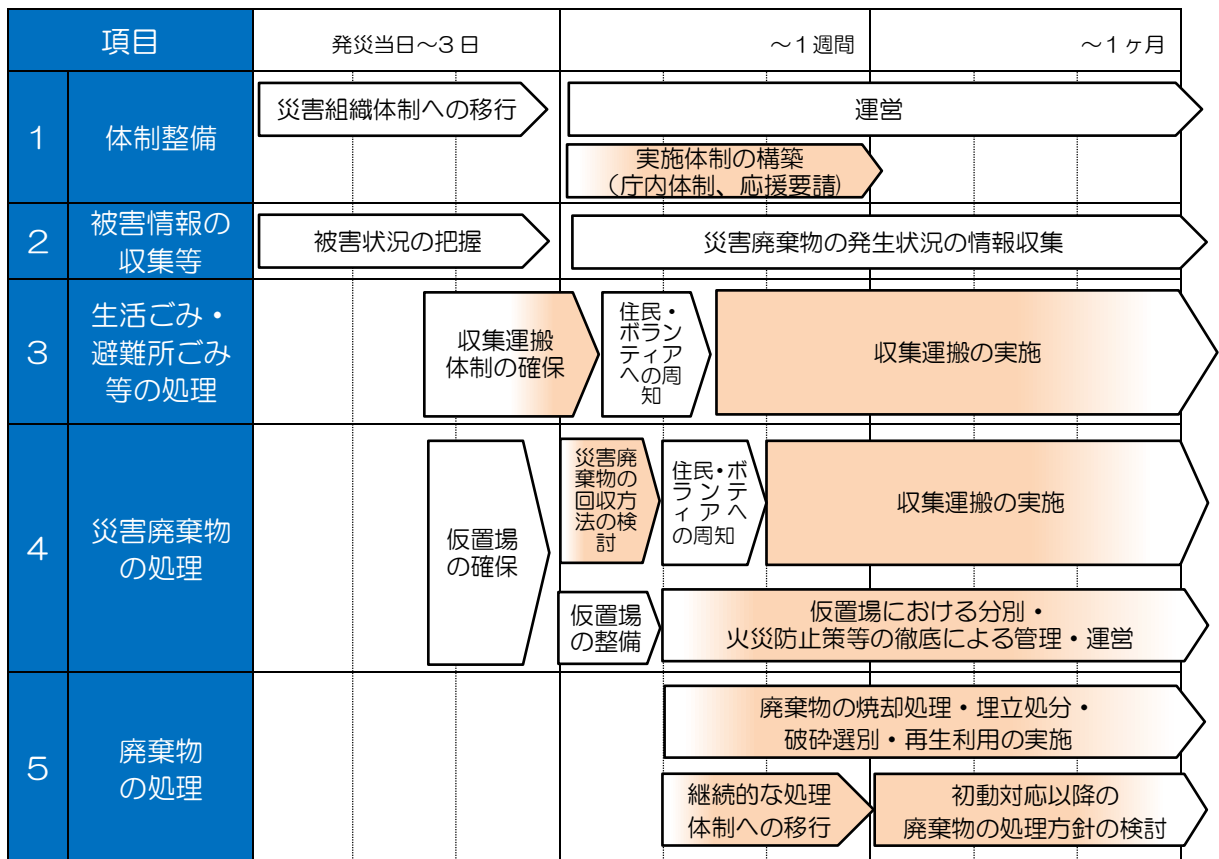 項目
発災当日～3日
～1週間
～1ヶ月
1
体制整備
災害組織体制への移行
運営
実施体制の構築
（庁内体制、応援要請）
2
被害情報の
収集等
被害状況の把握
災害廃棄物の発生状況の情報収集
3
生活ごみ・
避難所ごみ
等の処理
収集運搬
体制の確保
住民・
ボラン
ティア
への周
知
収集運搬の実施
4
災害廃棄物
の処理
仮置場
の確保
災害廃
棄物の
回収方
法の検
討
住民・ボ
ランテ
ィアへ
の周知
収集運搬の実施
仮置場
の整備
仮置場における分別・
火災防止策等の徹底による管理・運営
5
廃棄物
の処理
廃棄物の焼却処理・埋立処分・
破砕選別・再生利用の実施
継続的な処理
体制への移行
初動対応以降の
廃棄物の処理方針の検討